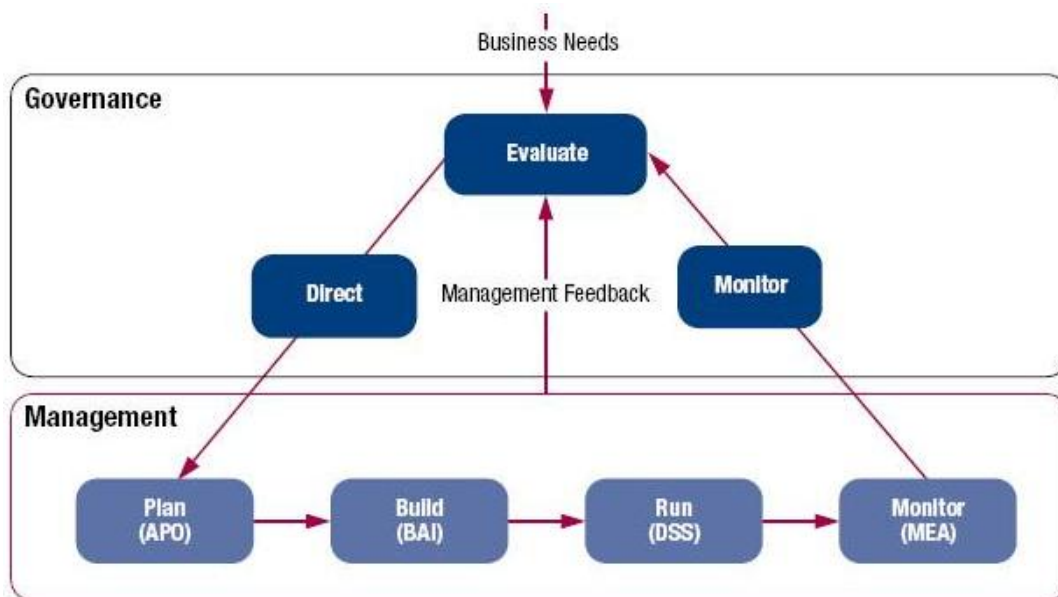 Business Needs
Governance
Evaluate
Direct
Management Feedback
Monitor
Management
Plan
(APO)
Build
(BAI)
Run
(DSS)
Monitor
(MEA)